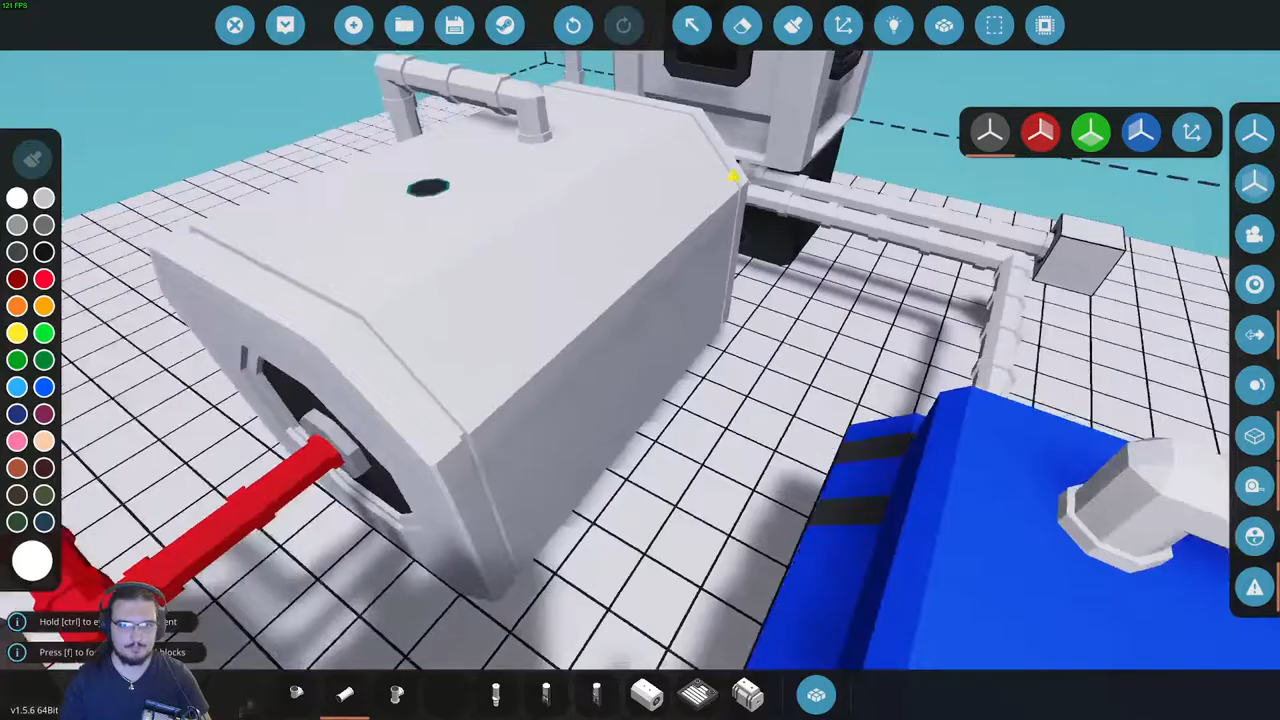 121 FPS
Hold [ctrl] to e
ent
Press [f] to fo
blocks
v1.5.6 64Bit